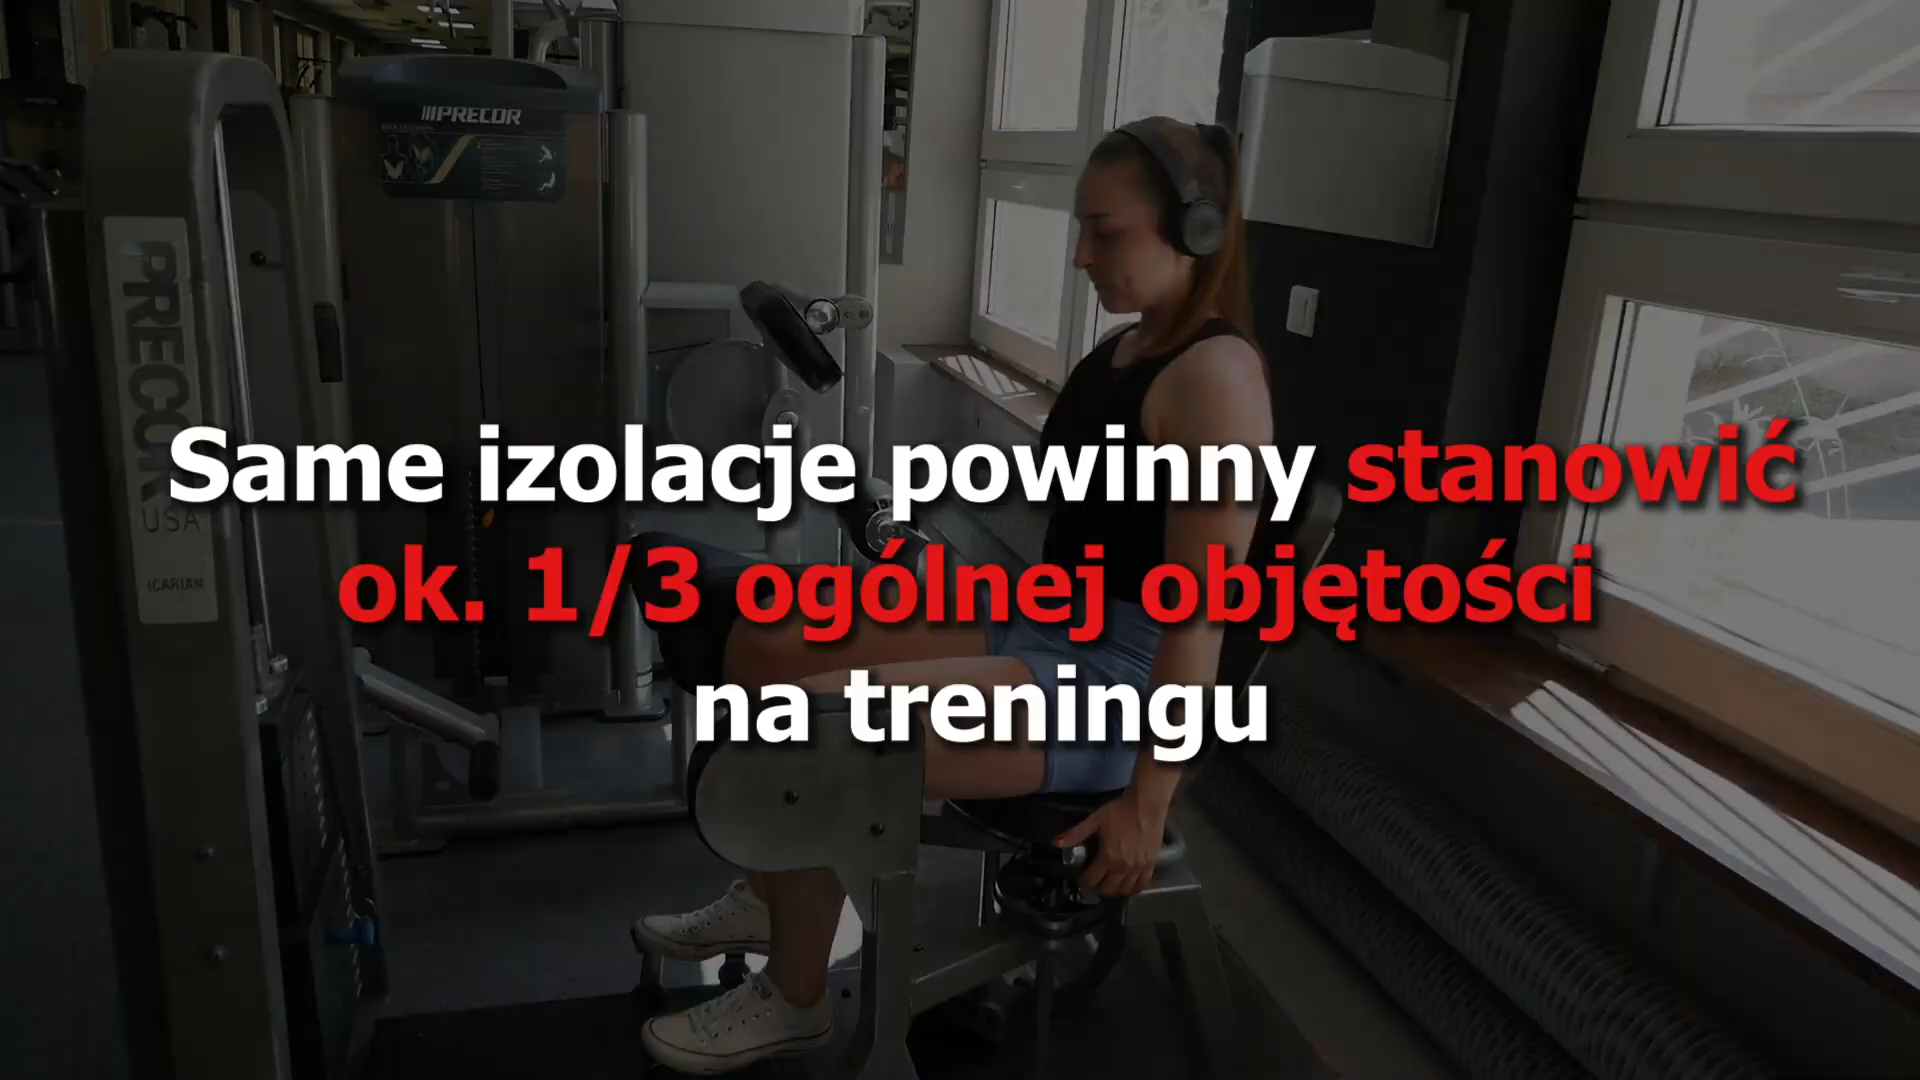 PRECOR
PRECOR
USA
ICARIAN
Same izolacje powinny stanowić
ok. 1/3 ogólnej objętości
na treningu